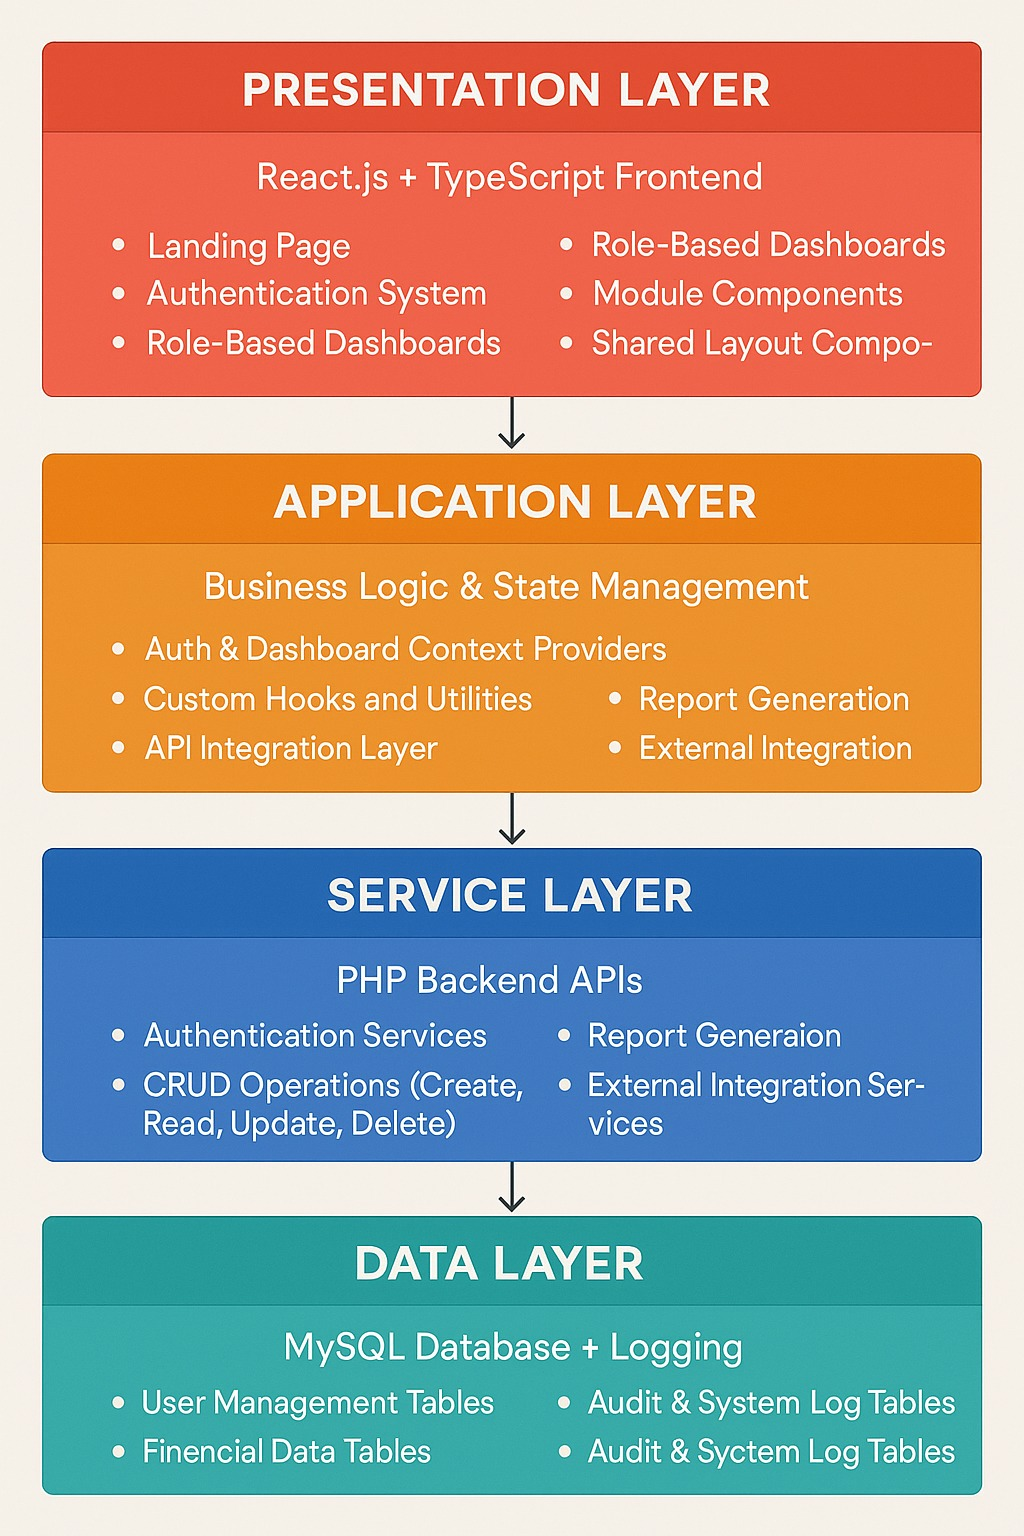 PRESENTATION LAYER
React.js + TypeScript Frontend
• Landing Page
• Authentication System
• Role-Based Dashboards
• Role-Based Dashboards
• Module Components
• Shared Layout Compo-
APPLICATION LAYER
Business Logic & State Management
• Auth & Dashboard Context Providers
• Custom Hooks and Utilities
• API Integration Layer
• Report Generation
• External Integration
SERVICE LAYER
PHP Backend APIs
• Authentication Services
• CRUD Operations (Create,
Read, Update, Delete)
• Report Generaion
• External Integration Ser-
vices
DATA LAYER
MySQL Database + Logging
• User Management Tables
• Finencial Data Tables
• Audit & System Log Tables
• Audit & Syctem Log Tables